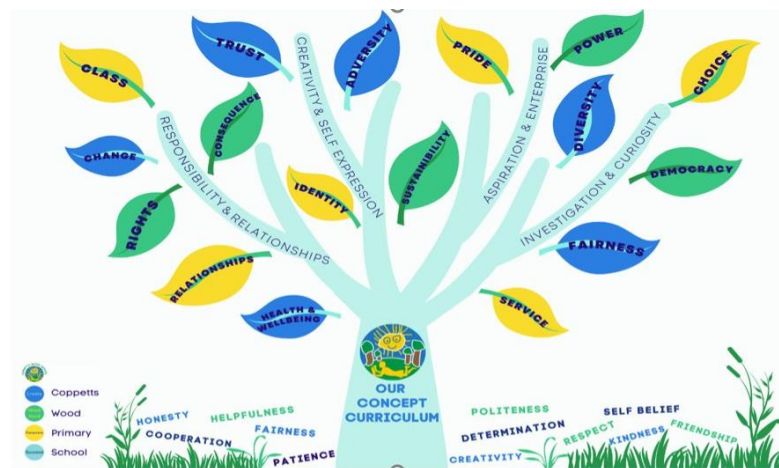 TRUST
CREATIVITY & SELF EXPRESSION
ADVERSITY
PRIDE
POWER
CLASS
CHOICE
CONSEQUENCE
RESPONSIBILITY & RELATIONSHIPS
ASPIRATION & ENTERPRISE
DIVERSITY
CHANGE
IDENTITY
SUSTAINIBILITY
INVESTIGATION & CURIOSITY
DEMOCRACY
RIGHTS
FAIRNESS
RELATIONSHIPS
HEALTH &
WELLBEING
SERVICE
OUR
CONCEPT
CURRICULUM
Coppetts
Wood
Primary
School
HONESTY
HELPFULNESS
COOPERATION
FAIRNESS
PATIENCE
POLITENESS
SELF BELIEF
DETERMINATION
RESPECT
KINDNESS
FRIENDSHIP
CREATIVITY